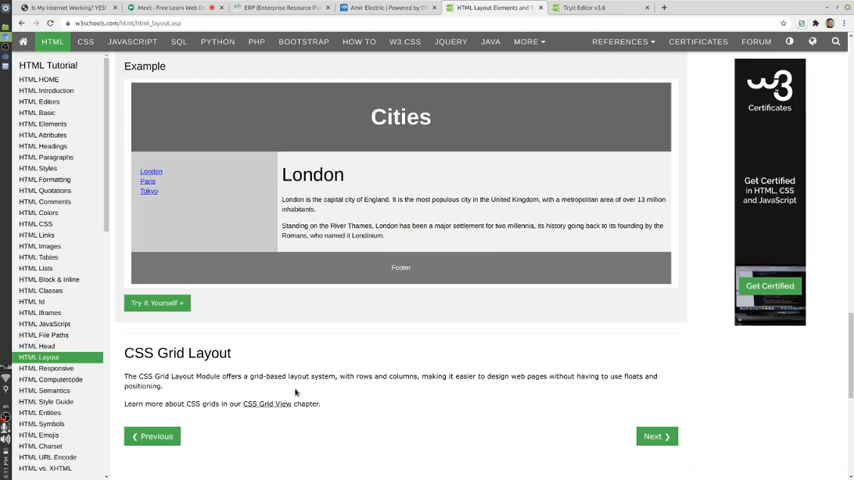 Is My Internet Working? YES!
Meet - Free Learn Web D
ERP (Enterprise Resource Pla
Amir Electric | Powered by O
HTML Layout Elements and T
Tryit Editor v3.6
w3schools.com/html/html_layout.asp
HTML CSS JAVASCRIPT SQL PYTHON PHP BOOTSTRAP HOW TO W3.CSS JQUERY JAVA MORE REFERENCES CERTIFICATES FORUM
HTML Tutorial
HTML HOME
HTML Introduction
HTML Editors
HTML Basic
HTML Elements
HTML Attributes
HTML Headings
HTML Paragraphs
HTML Styles
HTML Formatting
HTML Quotations
HTML Comments
HTML Colors
HTML CSS
HTML Links
HTML Images
HTML Tables
HTML Lists
HTML Block & Inline
HTML Classes
HTML Id
HTML Iframes
HTML JavaScript
HTML File Paths
HTML Head
HTML Layout
HTML Responsive
HTML Computercode
HTML Semantics
HTML Style Guide
HTML Entities
HTML Symbols
HTML Emojis
HTML Charset
HTML URL Encode
HTML vs. XHTML
Example
Cities
London
Paris
Tokyo
London
London is the capital city of England. It is the most populous city in the United Kingdom, with a metropolitan area of over 13 million
inhabitants.
Standing on the River Thames, London has been a major settlement for two millennia, its history going back to its founding by the
Romans, who named it Londinium.
Footer
Try it Yourself »
CSS Grid Layout
The CSS Grid Layout Module offers a grid-based layout system, with rows and columns, making it easier to design web pages without having to use floats and
positioning.
Learn more about CSS grids in our CSS Grid View chapter.
❮ Previous
Next ❯
w3
Certificates
Get Certified
in HTML, CSS
and JavaScript
Get Certified